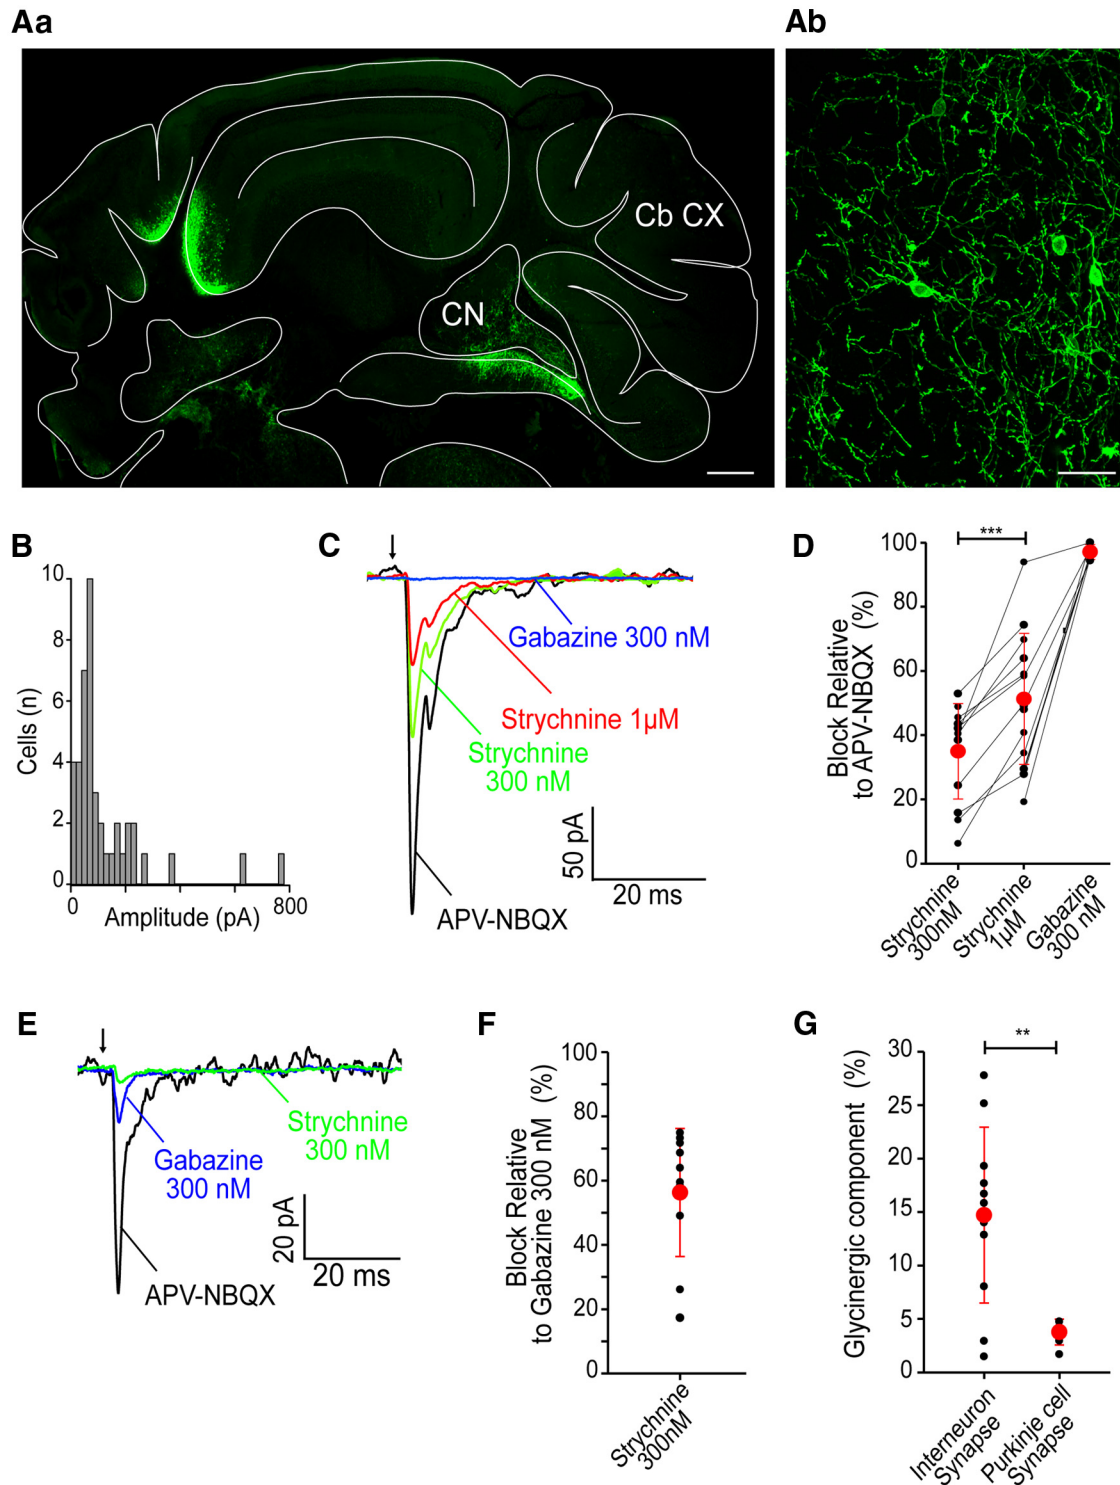 Aa
Ab
Cb CX
CN
B
C
D
10
8
6
4
2
0
Cells (n)
0
800
Amplitude (pA)
Gabazine 300 nM
Strychnine 1µM
Strychnine
300 nM
APV-NBQX
50 pA
20 ms
***
100
80
60
40
20
0
Block Relative
to APV-NBQX (%)
Strychnine
300nM
Strychnine
1µM
Gabazine
300 nM
E
F
G
Strychnine
300 nM
Gabazine
300 nM
APV-NBQX
20 pA
20 ms
100
80
60
40
20
0
Block Relative
to Gabazine 300 nM (%)
Strychnine
300nM
**
30
25
20
15
10
5
0
Glycinergic component (%)
Interneuron
Synapse
Purkinje cell
Synapse